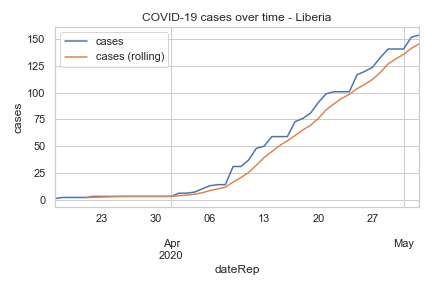 COVID-19 cases over time - Liberia
cases
cases (rolling)
cases
150
125
100
75
50
25
0
23 30 06 13 20 27
Apr May
2020
dateRep